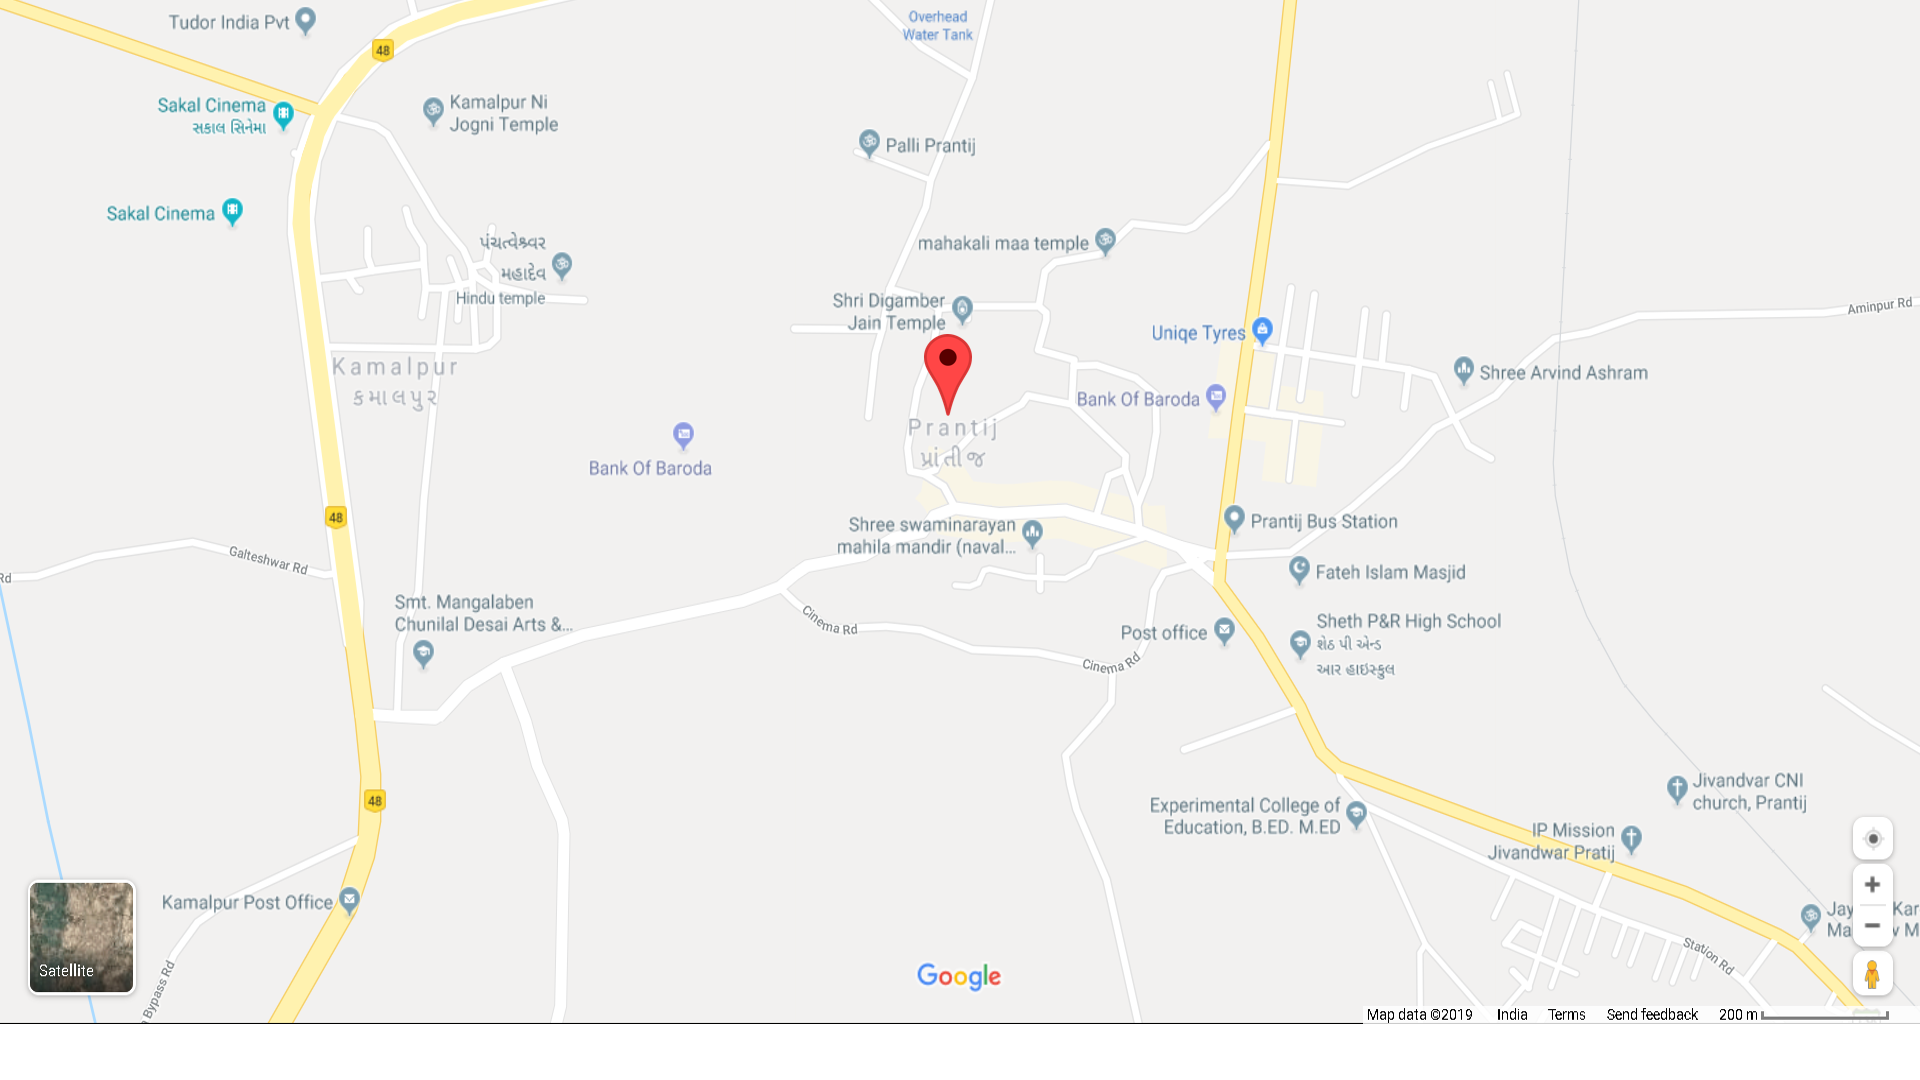 Tudor India Pvt
48
Overhead
Water Tank
Sakal Cinema
સકાલ સિનેમા
Kamalpur Ni
Jogni Temple
Palli Prantij
Sakal Cinema
પંચત્વેશ્વર
મહાદેવ
Hindu temple
mahakali maa temple
Shri Digamber
Jain Temple
Uniqe Tyres
Aminpur Rd
Kamalpur
કમાલપુર
Shree Arvind Ashram
Bank Of Baroda
Prantij
પ્રાંતીજ
Bank Of Baroda
48
Shree swaminarayan
mahila mandir (naval...
Prantij Bus Station
Galteshwar Rd
Rd
Fateh Islam Masjid
Smt. Mangalaben
Chunilal Desai Arts &...
Cinema Rd
Post office
Sheth P&R High School
શેઠ પી એન્ડ
આર હાઇસ્કુલ
Cinema Rd
48
Jivandvar CNI
church, Prantij
Experimental College of
Education, B.ED. M.ED
IP Mission
Jivandwar Pratij
Kamalpur Post Office
Jay Kar
Ma v M
Station Rd
Satellite
Bypass Rd
Google
Map data ©2019 India Terms Send feedback 200 m